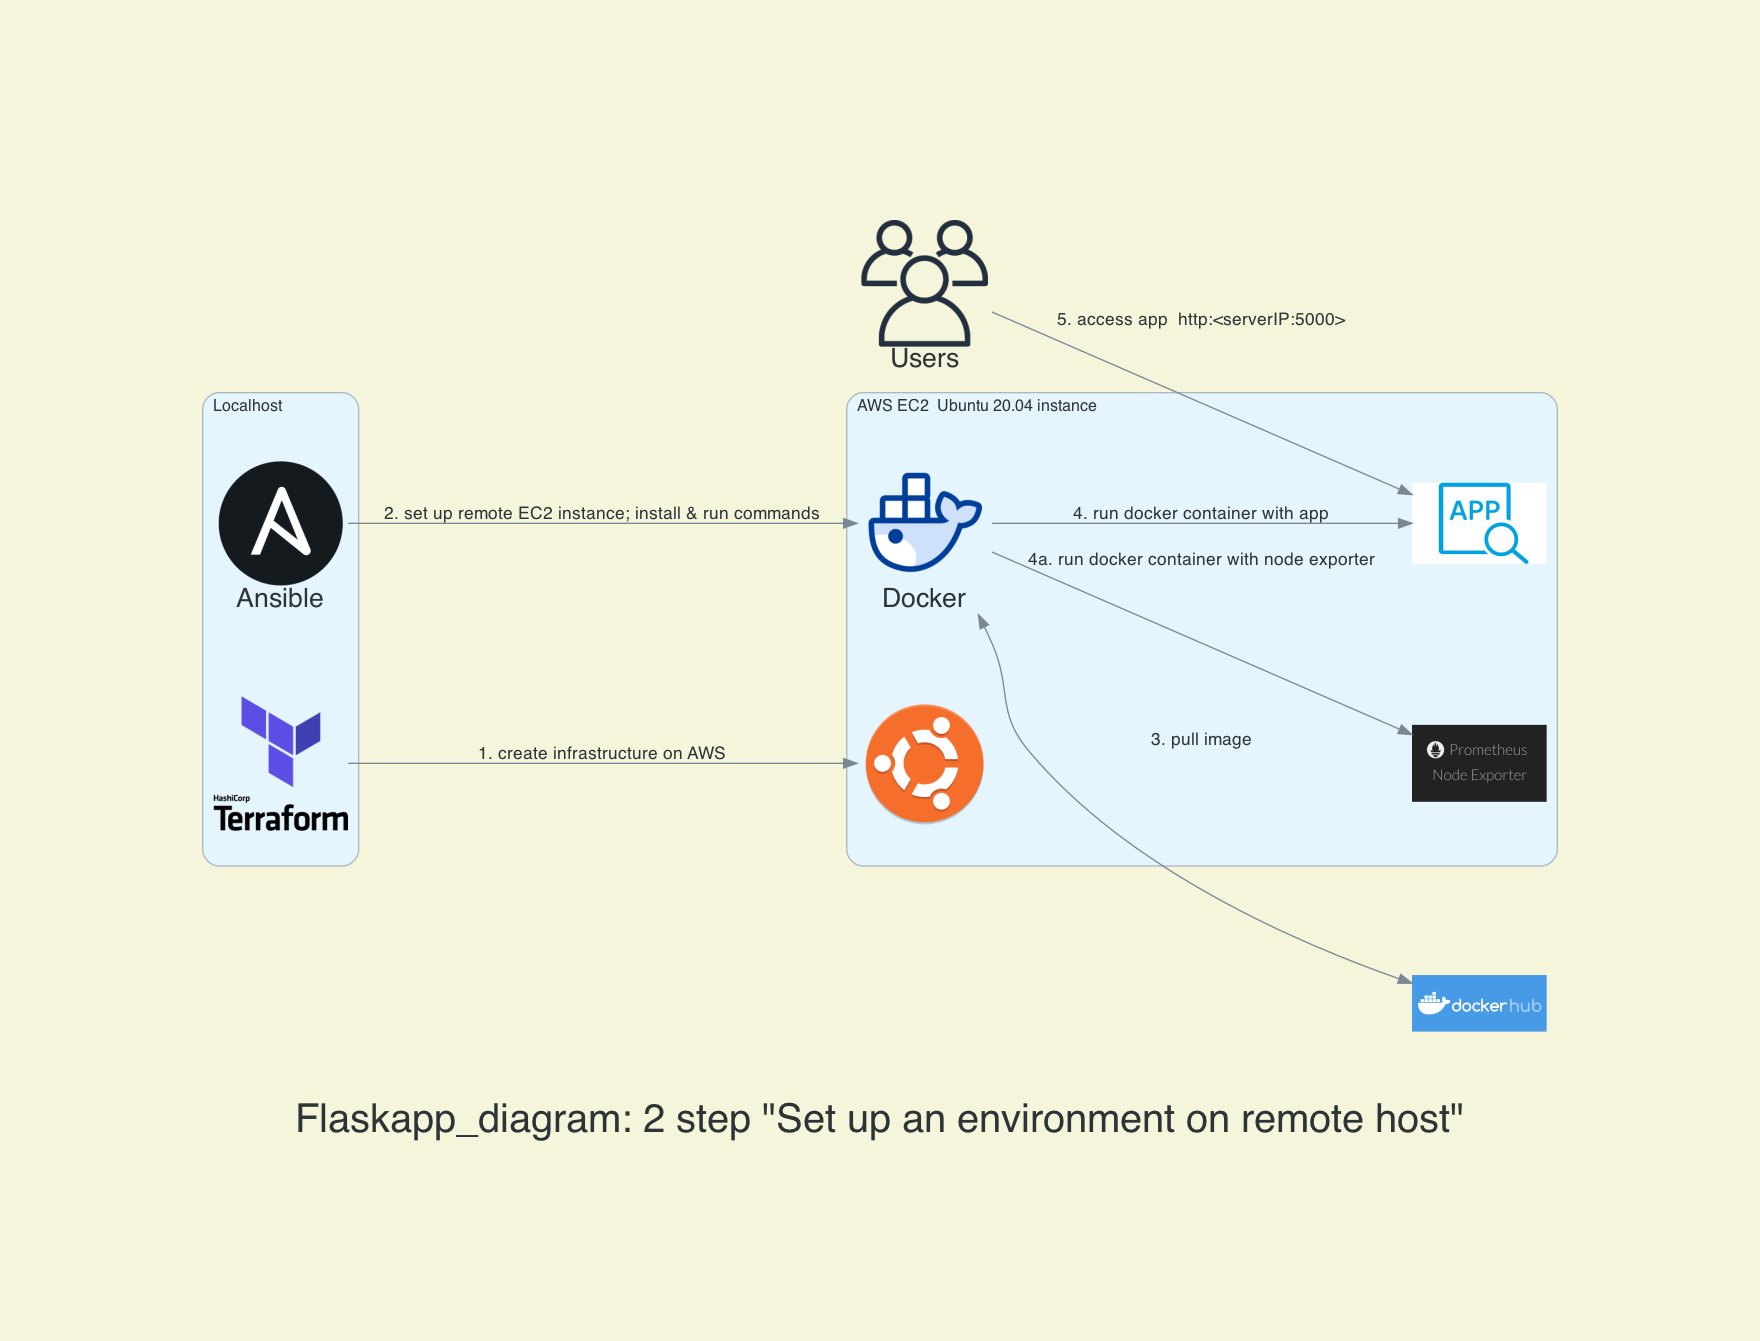 Users
5. access app  http:<serverIP:5000>
Localhost
AWS EC2  Ubuntu 20.04 instance
2. set up remote EC2 instance; install & run commands
4. run docker container with app
APP
4a. run docker container with node exporter
Ansible
Docker
1. create infrastructure on AWS
3. pull image
Prometheus
Node Exporter
HashiCorp
Terraform
dockerhub
Flaskapp_diagram: 2 step "Set up an environment on remote host"